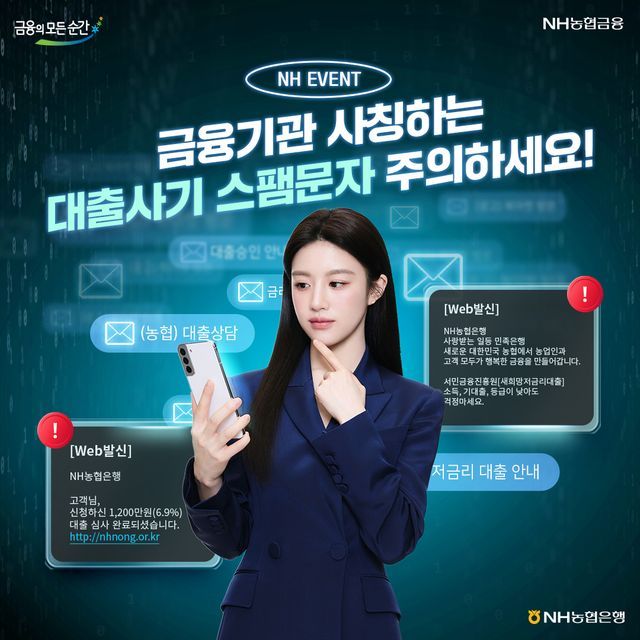 금융의 모든 순간
NH농협금융
NH EVENT
금융기관 사칭하는
대출사기 스팸문자 주의하세요!
대출승인 안내
금리
(농협) 대출상담
[Web발신]
NH농협은행
사랑받는 일등 민족은행
새로운 대한민국 농협에서 농업인과
고객 모두가 행복한 금융을 만들어갑니다.
서민금융진흥원[새희망저금리대출]
소득, 기대출, 등급이 낮아도
걱정마세요.
!
저금리 대출 안내
!
[Web발신]
NH농협은행
고객님,
신청하신 1,200만원(6.9%)
대출 심사 완료되셨습니다.
http://nhnong.or.kr
NH농협은행